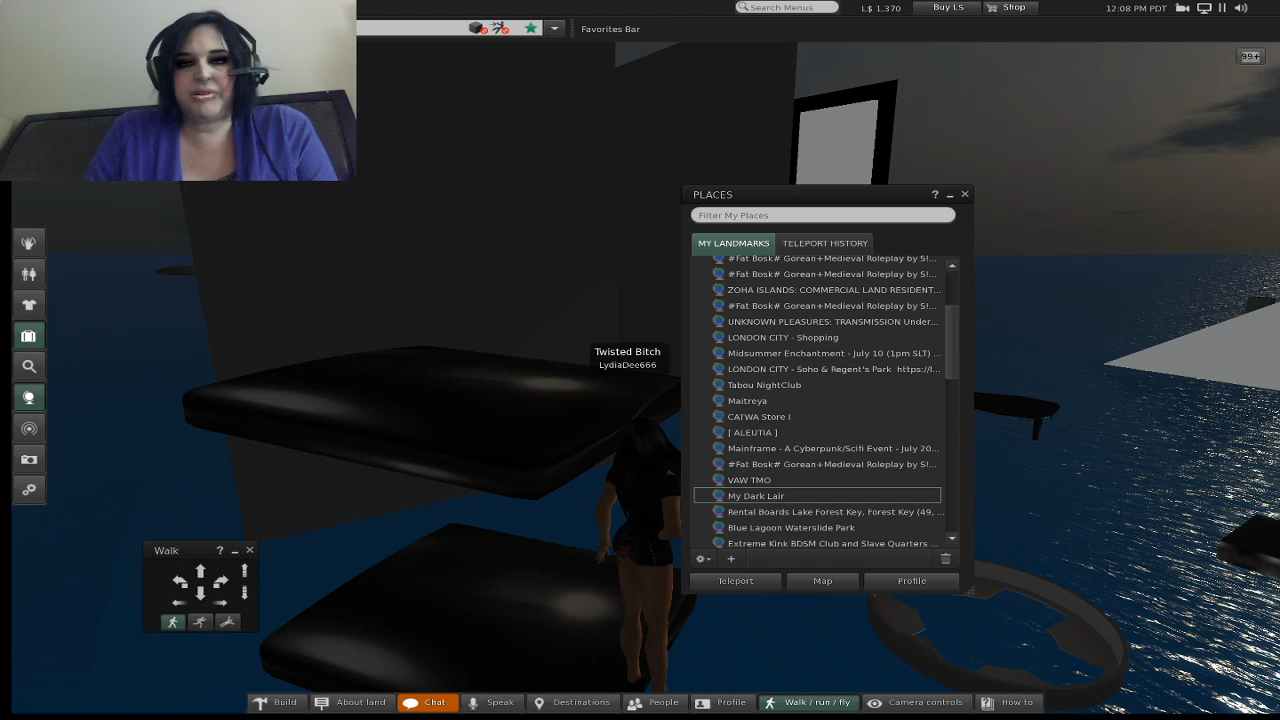 Search Menus
L$ 1,370
Buy LS
Shop
12:08 PM PDT
Favorites Bar
99+
PLACES
?
Filter My Places
MY LANDMARKS
TELEPORT HISTORY
#Fat Bosk# Gorean+Medieval Roleplay by S!...
#Fat Bosk# Gorean+Medieval Roleplay by S!...
ZOHA ISLANDS: COMMERCIAL LAND RESIDENT...
#Fat Bosk# Gorean+Medieval Roleplay by S!...
UNKNOWN PLEASURES: TRANSMISSION Under...
LONDON CITY - Shopping
Midsummer Enchantment - July 10 (1pm SLT) ...
LONDON CITY - Soho & Regent's Park  https://l...
Tabou NightClub
Maitreya
CATWA Store I
[ ALEUTIA ]
Mainframe - A Cyberpunk/Scifi Event - July 20...
#Fat Bosk# Gorean+Medieval Roleplay by S!...
VAW TMO
My Dark Lair
Rental Boards Lake Forest Key, Forest Key (49, ...
Blue Lagoon Waterslide Park
Extreme Kink BDSM Club and Slave Quarters ...
Teleport
Map
Profile
Twisted Bitch
LydiaDee666
Walk
?
Build
About land
Chat
Speak
Destinations
People
Profile
Walk / run / fly
Camera controls
How to